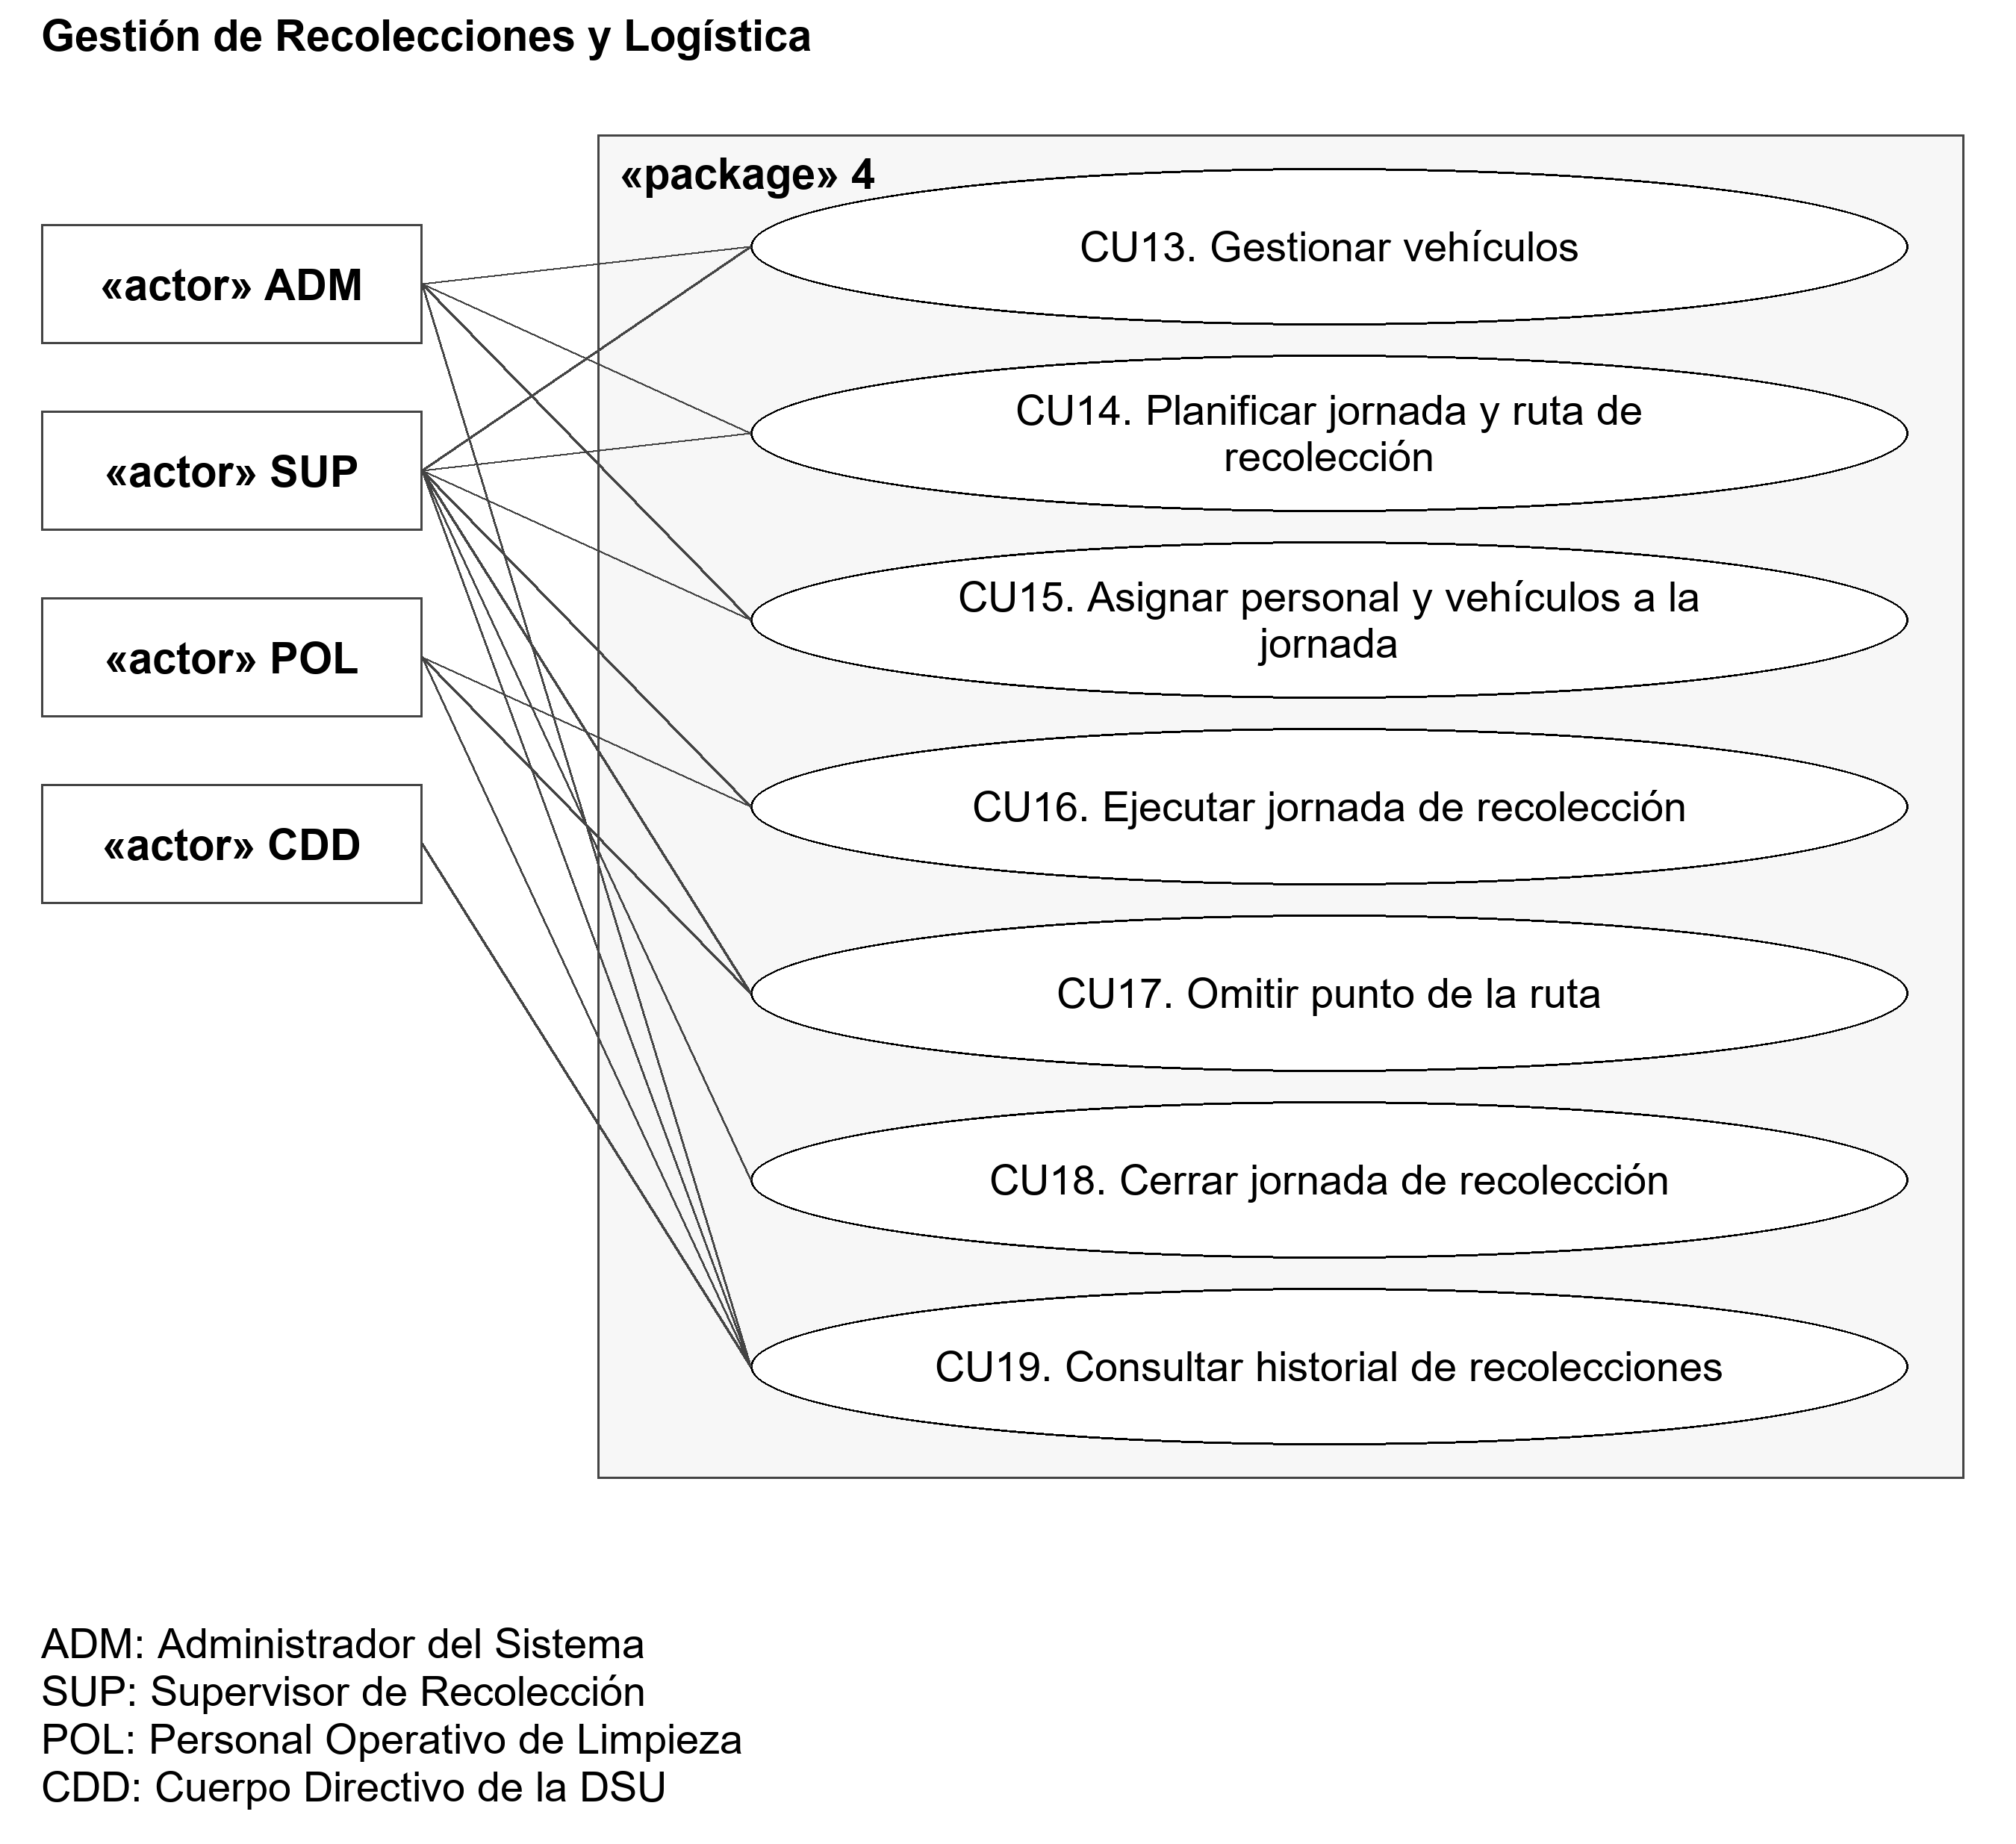 Gestión de Recolecciones y Logística
«package» 4
«actor» ADM
«actor» SUP
«actor» POL
«actor» CDD
CU13. Gestionar vehículos
CU14. Planificar jornada y ruta de
recolección
CU15. Asignar personal y vehículos a la
jornada
CU16. Ejecutar jornada de recolección
CU17. Omitir punto de la ruta
CU18. Cerrar jornada de recolección
CU19. Consultar historial de recolecciones
ADM: Administrador del Sistema
SUP: Supervisor de Recolección
POL: Personal Operativo de Limpieza
CDD: Cuerpo Directivo de la DSU